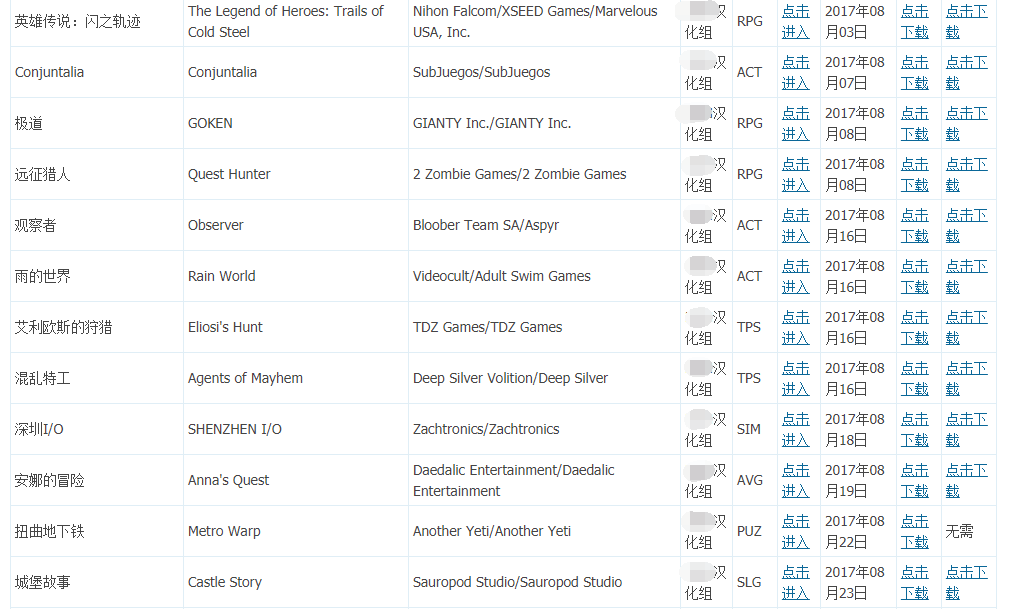 英雄传说：闪之轨迹 The Legend of Heroes: Trails of Cold Steel Nihon Falcom/XSEED Games/Marvelous USA, Inc. 汉化组 RPG 点击进入 2017年08月03日 点击下载 点击下载
Conjuntalia Conjuntalia SubJuegos/SubJuegos 汉化组 ACT 点击进入 2017年08月07日 点击下载 点击下载
极道 GOKEN GIANTY Inc./GIANTY Inc. 汉化组 RPG 点击进入 2017年08月08日 点击下载 点击下载
远征猎人 Quest Hunter 2 Zombie Games/2 Zombie Games 汉化组 RPG 点击进入 2017年08月08日 点击下载 点击下载
观察者 Observer Bloober Team SA/Aspyr 汉化组 ACT 点击进入 2017年08月16日 点击下载 点击下载
雨的世界 Rain World Videocult/Adult Swim Games 汉化组 ACT 点击进入 2017年08月16日 点击下载 点击下载
艾利欧斯的狩猎 Eliosi's Hunt TDZ Games/TDZ Games 汉化组 TPS 点击进入 2017年08月16日 点击下载 点击下载
混乱特工 Agents of Mayhem Deep Silver Volition/Deep Silver 汉化组 TPS 点击进入 2017年08月16日 点击下载 点击下载
深圳I/O SHENZHEN I/O Zachtronics/Zachtronics 汉化组 SIM 点击进入 2017年08月18日 点击下载 点击下载
安娜的冒险 Anna's Quest Daedalic Entertainment/Daedalic Entertainment 汉化组 AVG 点击进入 2017年08月19日 点击下载 点击下载
扭曲地下铁 Metro Warp Another Yeti/Another Yeti 汉化组 PUZ 点击进入 2017年08月22日 点击下载 无需
城堡故事 Castle Story Sauropod Studio/Sauropod Studio 汉化组 SLG 点击进入 2017年08月23日 点击下载 点击下载